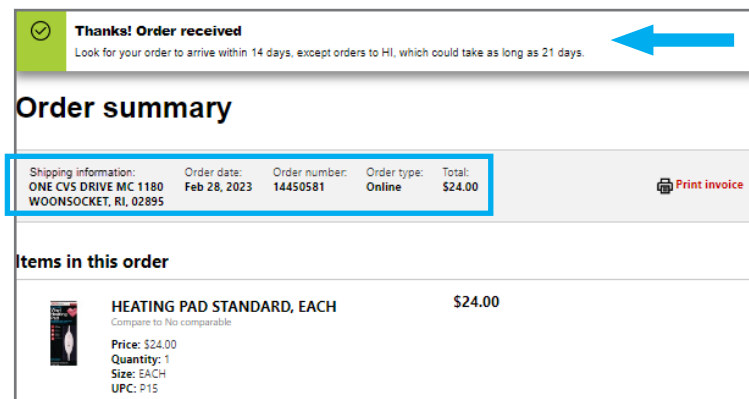 Thanks! Order received
Look for your order to arrive within 14 days, except orders to HI, which could take as long as 21 days.
Order summary
Shipping information: Order date: Order number: Order type: Total:
ONE CVS DRIVE MC 1180 Feb 28, 2023 14450581 Online $24.00 Print invoice
WOONSOCKET, RI, 02895
Items in this order
HEATING PAD STANDARD, EACH $24.00
Compare to No comparable
Price: $24.00
Quantity: 1
Size: EACH
UPC: P15